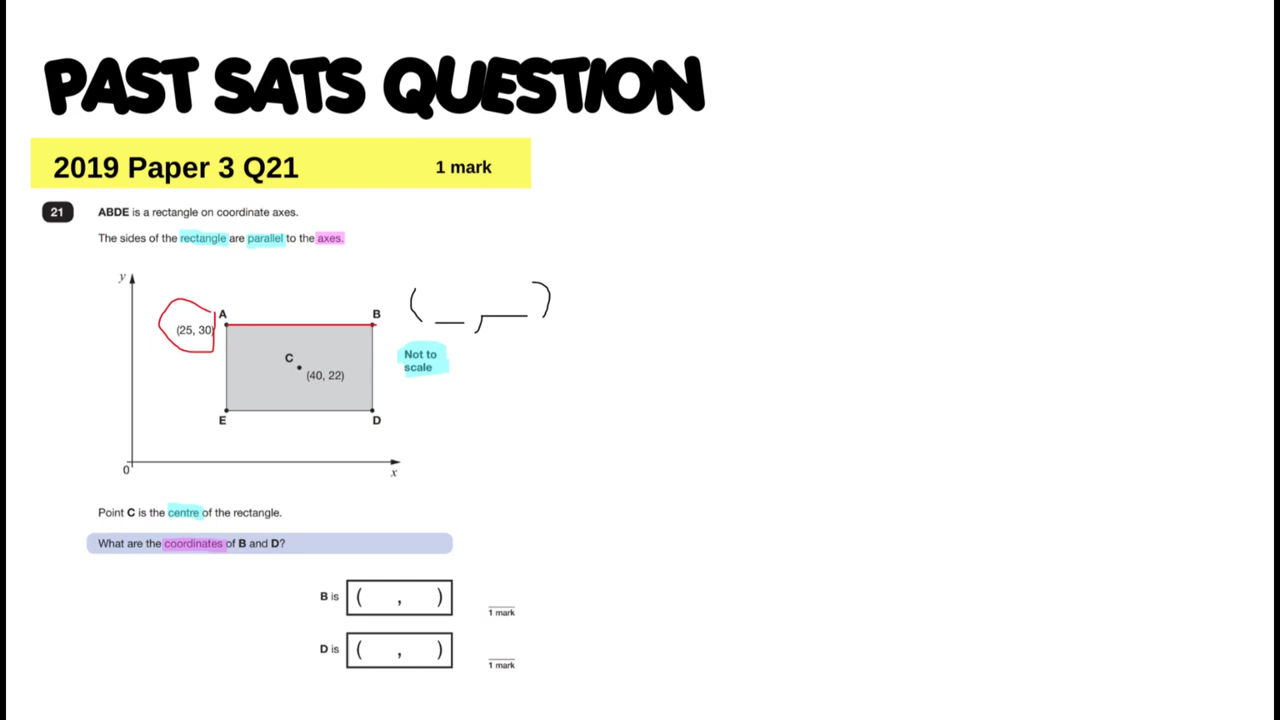 PAST SATS QUESTION
2019 Paper 3 Q21 1 mark
21 ABDE is a rectangle on coordinate axes.
The sides of the rectangle are parallel to the axes.
y
A B
(25, 30) ( _ , _ )
C Not to
scale
(40, 22)
E D
0 x
Point C is the centre of the rectangle.
What are the coordinates of B and D?
B is ( , )
1 mark
D is ( , )
1 mark